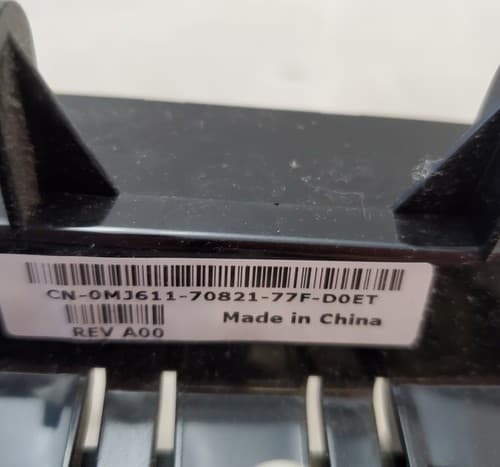 CN-0MJ611-70821-77F-D0ET
Made in China
REV A00